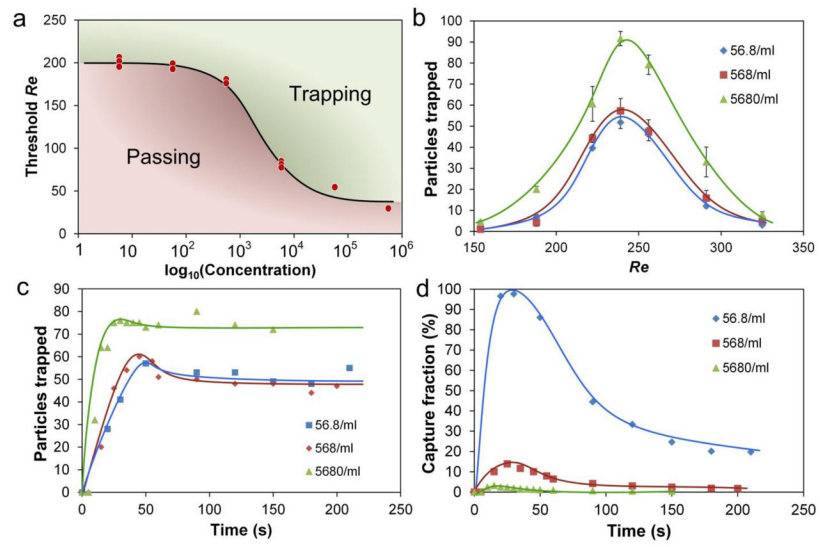 a
250
200
150
100
50
0
Threshold Re
Trapping
Passing
1
10¹
10²
10³
10⁴
10⁵
10⁶
log₁₀(Concentration)
b
100
90
80
70
60
50
40
30
20
10
0
Particles trapped
56.8/ml
568/ml
5680/ml
150
200
250
300
350
Re
c
90
80
70
60
50
40
30
20
10
0
Particles trapped
56.8/ml
568/ml
5680/ml
0
50
100
150
200
250
Time (s)
d
100
90
80
70
60
50
40
30
20
10
0
Capture fraction (%)
56.8/ml
568/ml
5680/ml
0
50
100
150
200
250
Time (s)